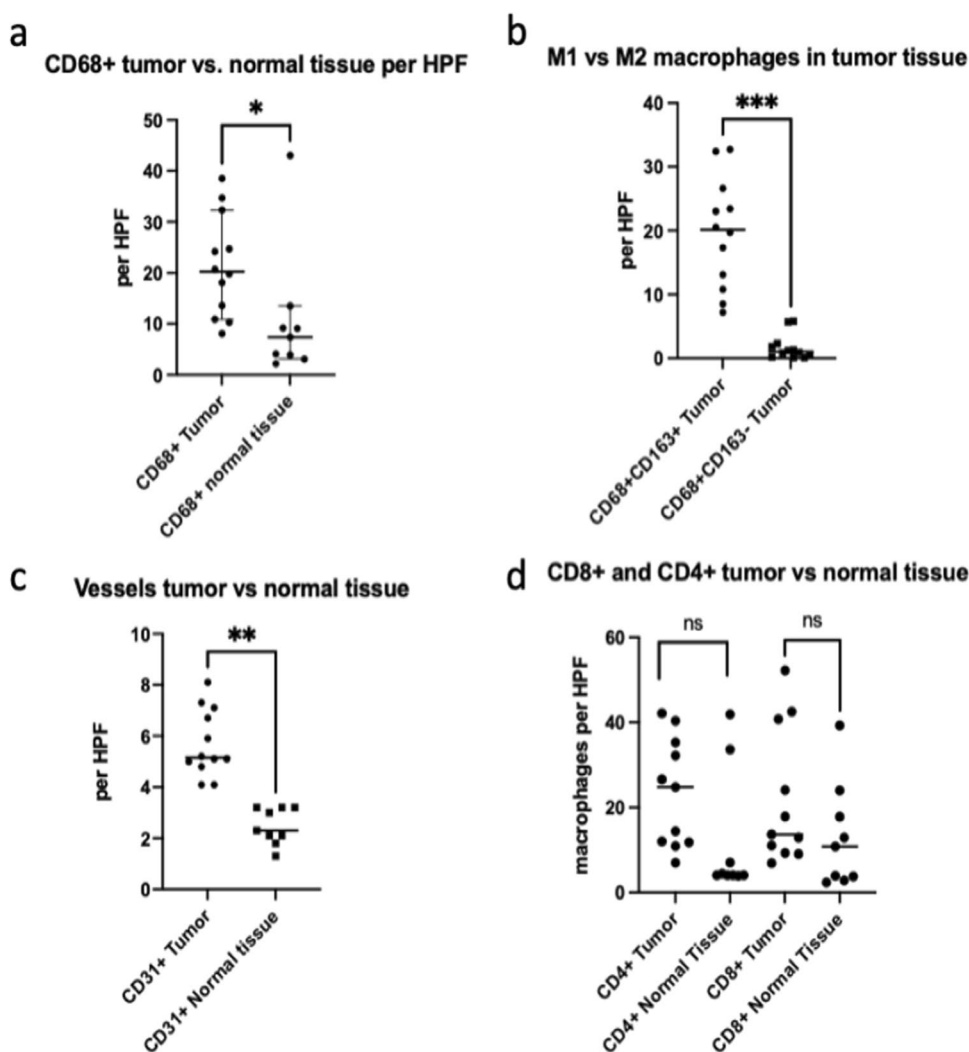 a
CD68+ tumor vs. normal tissue per HPF
*
50
40
30
20
10
0
per HPF
CD68+ Tumor
CD68+ normal tissue
b
M1 vs M2 macrophages in tumor tissue
***
40
30
20
10
0
per HPF
CD68+CD163+ Tumor
CD68+CD163- Tumor
c
Vessels tumor vs normal tissue
**
10
8
6
4
2
0
per HPF
CD31+ Tumor
CD31+ Normal tissue
d
CD8+ and CD4+ tumor vs normal tissue
ns
ns
60
40
20
0
macrophages per HPF
CD4+ Tumor
CD4+ Normal Tissue
CD8+ Tumor
CD8+ Normal Tissue